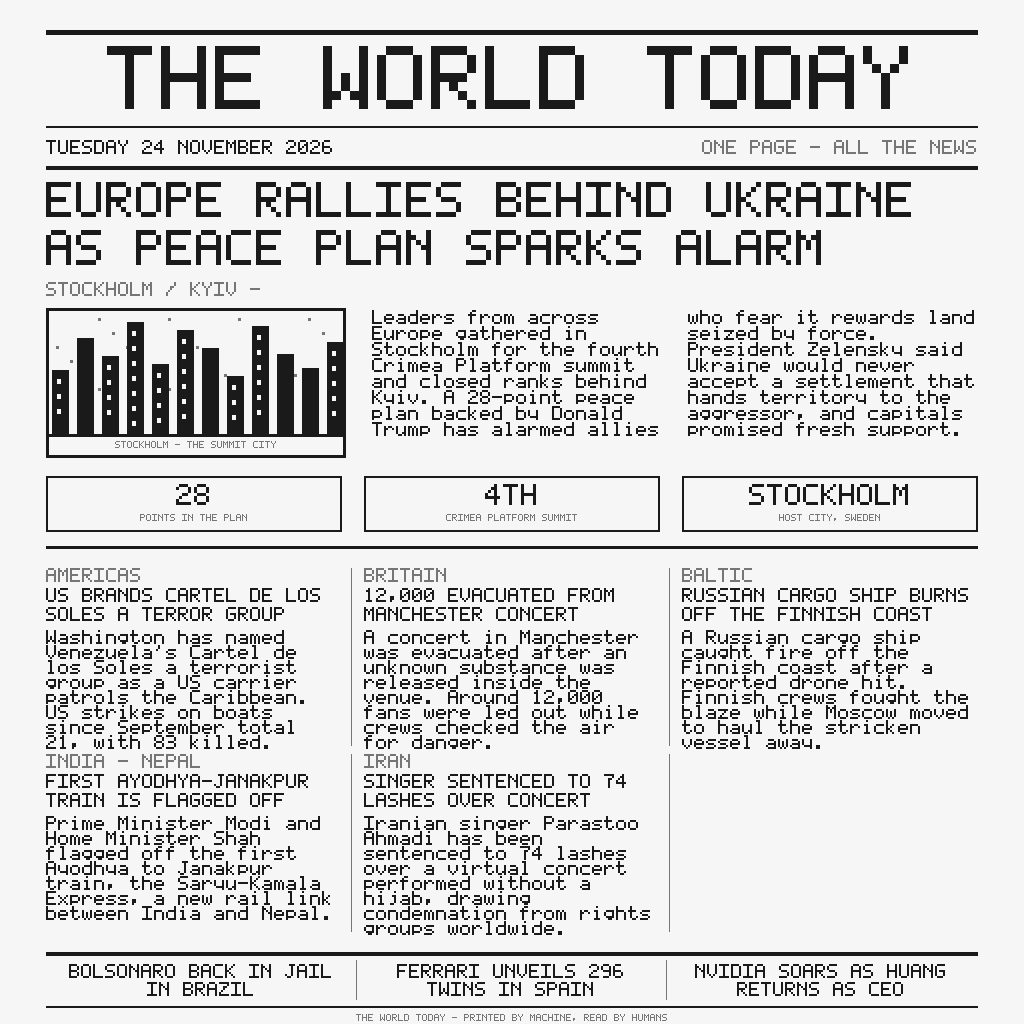 THE WORLD TODAY
TUESDAY 24 NOVEMBER 2026
ONE PAGE - ALL THE NEWS
EUROPE RALLIES BEHIND UKRAINE
AS PEACE PLAN SPARKS ALARM
STOCKHOLM / KYIV -
STOCKHOLM - THE SUMMIT CITY
Leaders from across
Europe gathered in
Stockholm for the fourth
Crimea Platform summit
and closed ranks behind
Kyiv. A 28-point peace
plan backed by Donald
Trump has alarmed allies
who fear it rewards land
seized by force.
President Zelensky said
Ukraine would never
accept a settlement that
hands territory to the
aggressor, and capitals
promised fresh support.
28
POINTS IN THE PLAN
4TH
CRIMEA PLATFORM SUMMIT
STOCKHOLM
HOST CITY, SWEDEN
AMERICAS
US BRANDS CARTEL DE LOS
SOLES A TERROR GROUP
Washington has named
Venezuela's Cartel de
los Soles a terrorist
group as a US carrier
patrols the Caribbean.
US strikes on boats
since September total
21, with 83 killed.
BRITAIN
12,000 EVACUATED FROM
MANCHESTER CONCERT
A concert in Manchester
was evacuated after an
unknown substance was
released inside the
venue. Around 12,000
fans were led out while
crews checked the air
for danger.
BALTIC
RUSSIAN CARGO SHIP BURNS
OFF THE FINNISH COAST
A Russian cargo ship
caught fire off the
Finnish coast after a
reported drone hit.
Finnish crews fought the
blaze while Moscow moved
to haul the stricken
vessel away.
INDIA - NEPAL
FIRST AYODHYA-JANAKPUR
TRAIN IS FLAGGED OFF
Prime Minister Modi and
Home Minister Shah
flagged off the first
Ayodhya to Janakpur
train, the Saryu-Kamala
Express, a new rail link
between India and Nepal.
IRAN
SINGER SENTENCED TO 74
LASHES OVER CONCERT
Iranian singer Parastoo
Ahmadi has been
sentenced to 74 lashes
over a virtual concert
performed without a
hijab, drawing
condemnation from rights
groups worldwide.
BOLSONARO BACK IN JAIL
IN BRAZIL
FERRARI UNVEILS 296
TWINS IN SPAIN
NVIDIA SOARS AS HUANG
RETURNS AS CEO
THE WORLD TODAY - PRINTED BY MACHINE, READ BY HUMANS